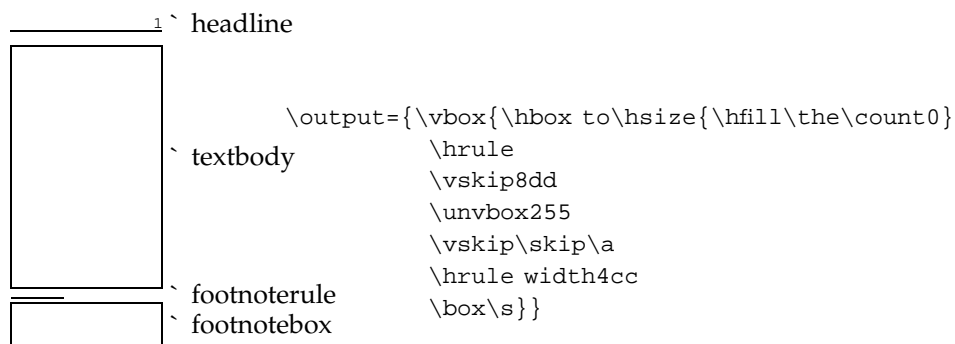 1 ` headline
\output={\vbox{\hbox to\hsize{\hfill\the\count0}
\hrule
` textbody
\vskip8dd
\unvbox255
\vskip\skip\a
\hrule width4cc
` footnoterule
\box\s}}
` footnotebox